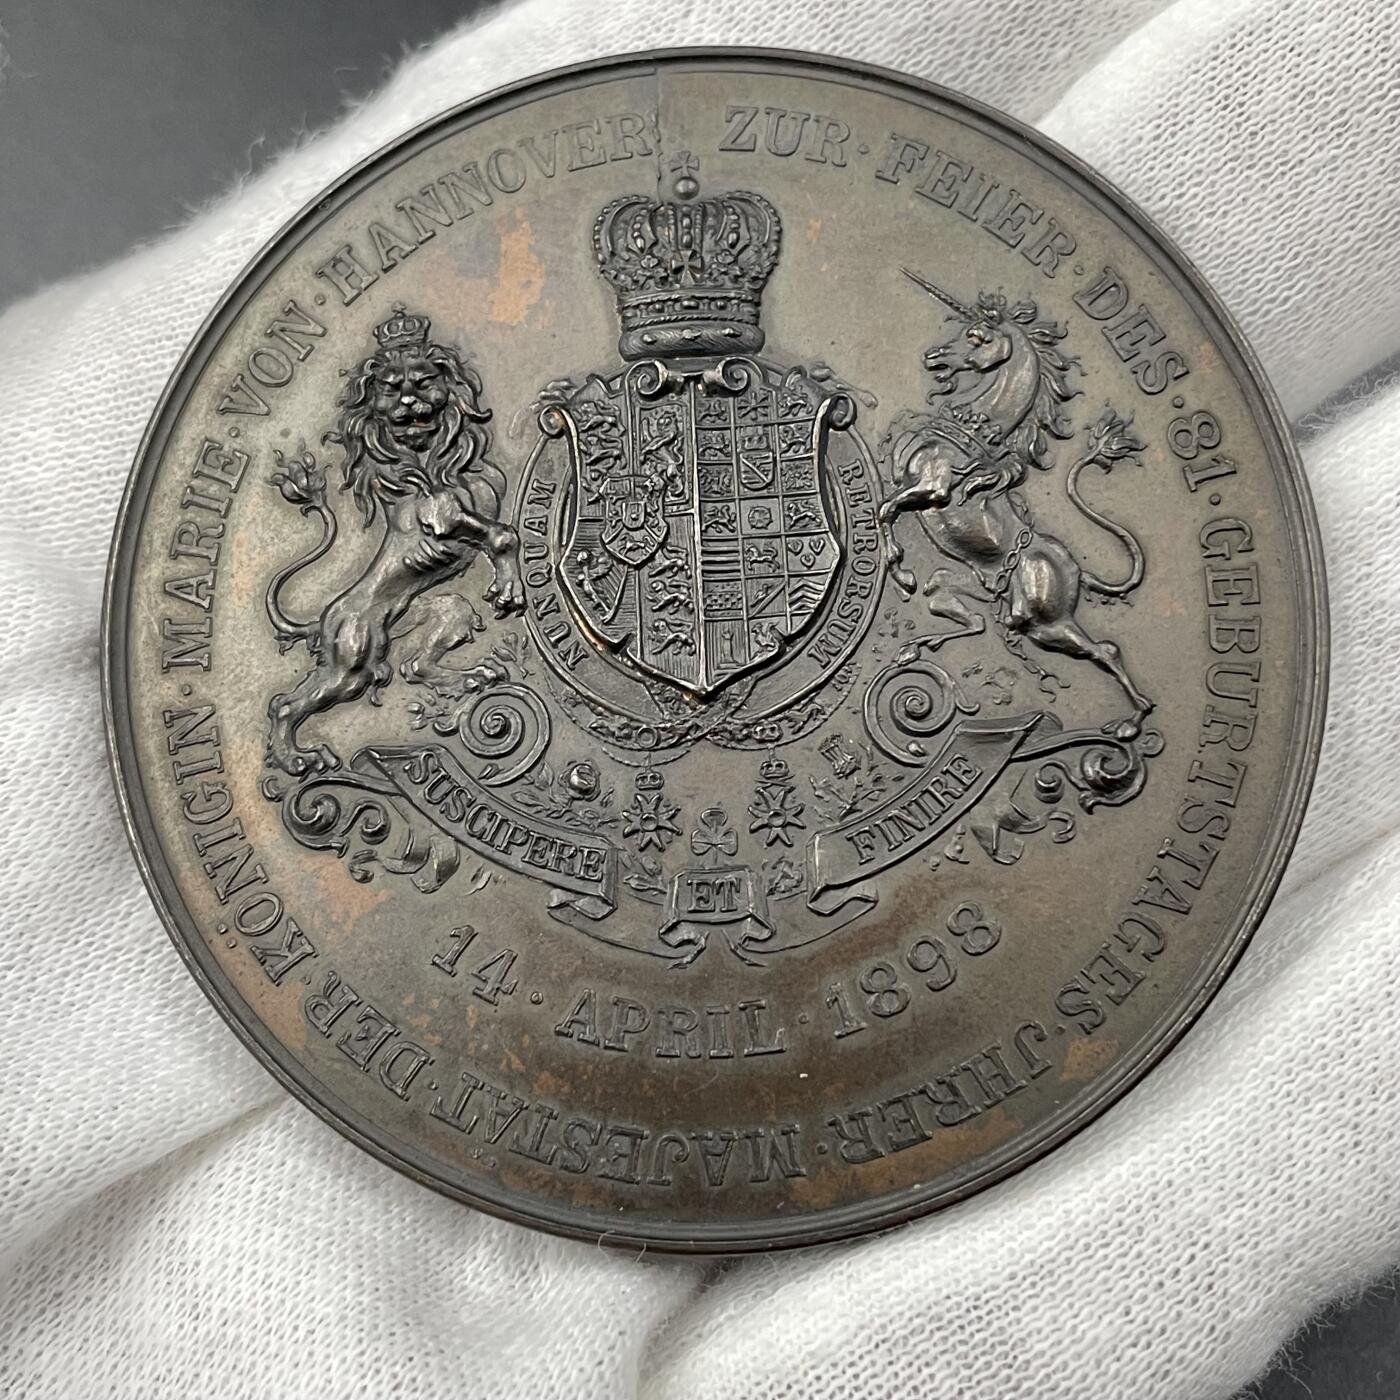 ZUR · FEIER · DES · 81 · GEBURTSTAGES · JHRER · MAJESTÄT · DER · KÖNIGIN · MARIE · VON · HANNOVER
NUNQUAM RETRORSUM
SUSCIPERE ET FINIRE
14 · APRIL · 1898